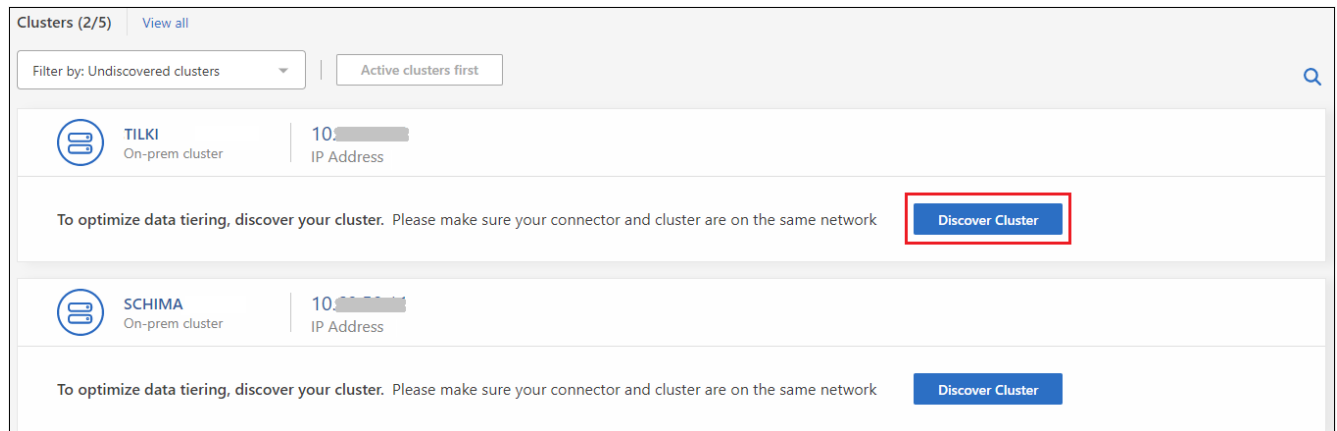 Clusters (2/5) View all
Filter by: Undiscovered clusters Active clusters first
TILKI 10.
On-prem cluster IP Address
To optimize data tiering, discover your cluster. Please make sure your connector and cluster are on the same network Discover Cluster
SCHIMA 10.
On-prem cluster IP Address
To optimize data tiering, discover your cluster. Please make sure your connector and cluster are on the same network Discover Cluster